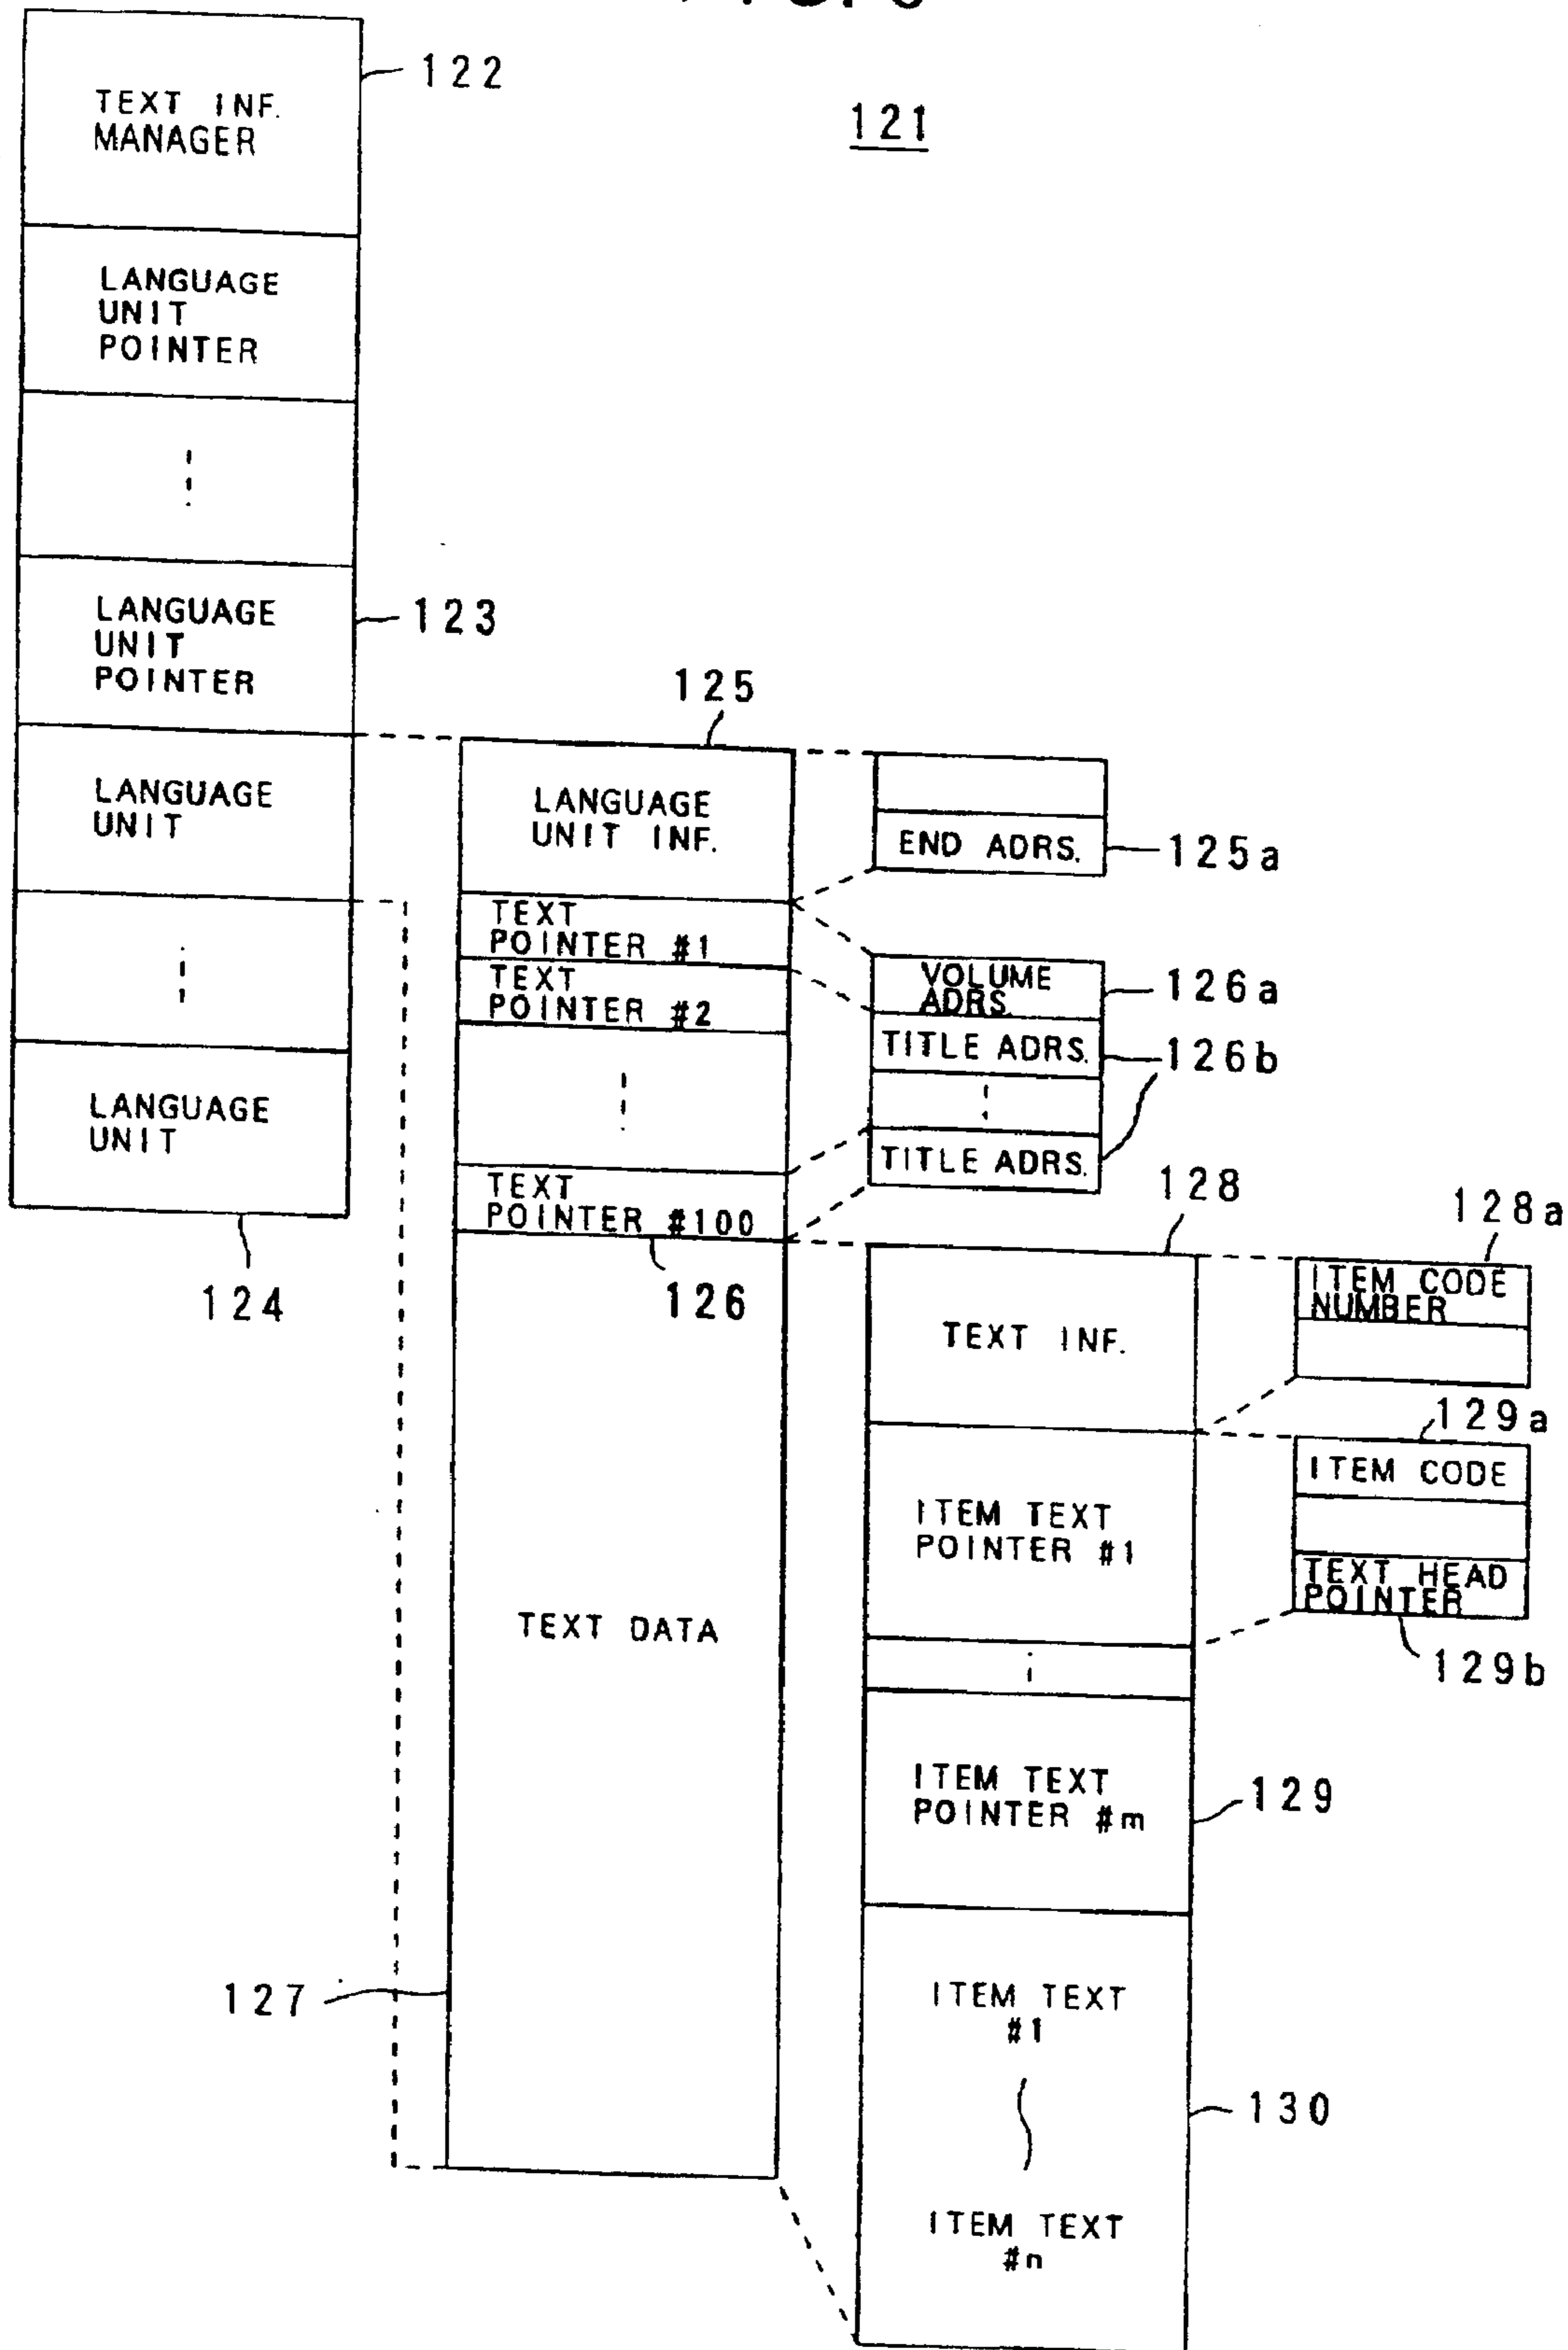 122
TEXT INF.
MANAGER
121
LANGUAGE
UNIT
POINTER
LANGUAGE
UNIT
POINTER
123
LANGUAGE
UNIT
LANGUAGE
UNIT
124
125
LANGUAGE
UNIT INF.
TEXT
POINTER #1
TEXT
POINTER #2
TEXT
POINTER #100
126
TEXT DATA
127
END ADRS.
125a
VOLUME
ADRS.
126a
TITLE ADRS.
126b
TITLE ADRS.
128
TEXT INF.
ITEM TEXT
POINTER #1
ITEM TEXT
POINTER #m
129
ITEM TEXT
#1
130
ITEM TEXT
#n
128a
ITEM CODE
NUMBER
129a
ITEM CODE
TEXT HEAD
POINTER
129b